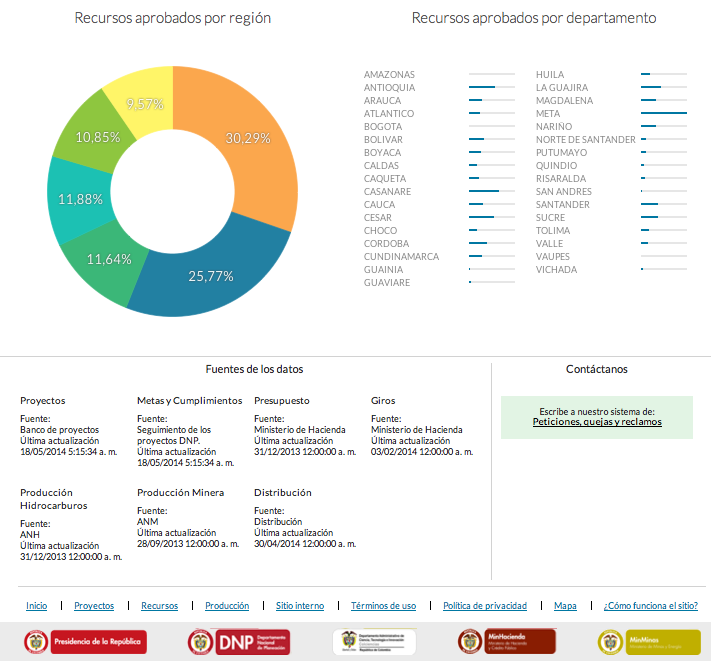 Recursos aprobados por región
Recursos aprobados por departamento
9,57%
30,29%
10,85%
11,88%
11,64%
25,77%
AMAZONAS
ANTIOQUIA
ARAUCA
ATLANTICO
BOGOTA
BOLIVAR
BOYACA
CALDAS
CAQUETA
CASANARE
CAUCA
CESAR
CHOCO
CORDOBA
CUNDINAMARCA
GUAINIA
GUAVIARE
HUILA
LA GUAJIRA
MAGDALENA
META
NARIÑO
NORTE DE SANTANDER
PUTUMAYO
QUINDIO
RISARALDA
SAN ANDRES
SANTANDER
SUCRE
TOLIMA
VALLE
VAUPES
VICHADA
Fuentes de los datos
Proyectos
Fuente:
Banco de proyectos
Última actualización
18/05/2014 5:15:34 a. m.
Metas y Cumplimientos
Fuente:
Seguimiento de los
proyectos DNP.
Última actualización
18/05/2014 5:15:34 a. m.
Presupuesto
Fuente:
Ministerio de Hacienda
Última actualización
31/12/2013 12:00:00 a. m.
Giros
Fuente:
Ministerio de Hacienda
Última actualización
03/02/2014 12:00:00 a. m.
Producción
Hidrocarburos
Fuente:
ANH
Última actualización
31/12/2013 12:00:00 a. m.
Producción Minera
Fuente:
ANM
Última actualización
28/09/2013 12:00:00 a. m.
Distribución
Fuente:
Distribución
Última actualización
30/04/2014 12:00:00 a. m.
Contáctanos
Escribe a nuestro sistema de:
Peticiones, quejas y reclamos
Inicio | Proyectos | Recursos | Producción | Sitio interno | Términos de uso | Política de privacidad | Mapa | ¿Cómo funciona el sitio?
Presidencia de la República
DNP Departamento
Nacional
de Planeación
Departamento Administrativo de
Ciencia, Tecnología e Innovación
República de Colombia
MinHacienda
Ministerio de Hacienda
y Crédito Público
MinMinas
Ministerio de Minas y Energía